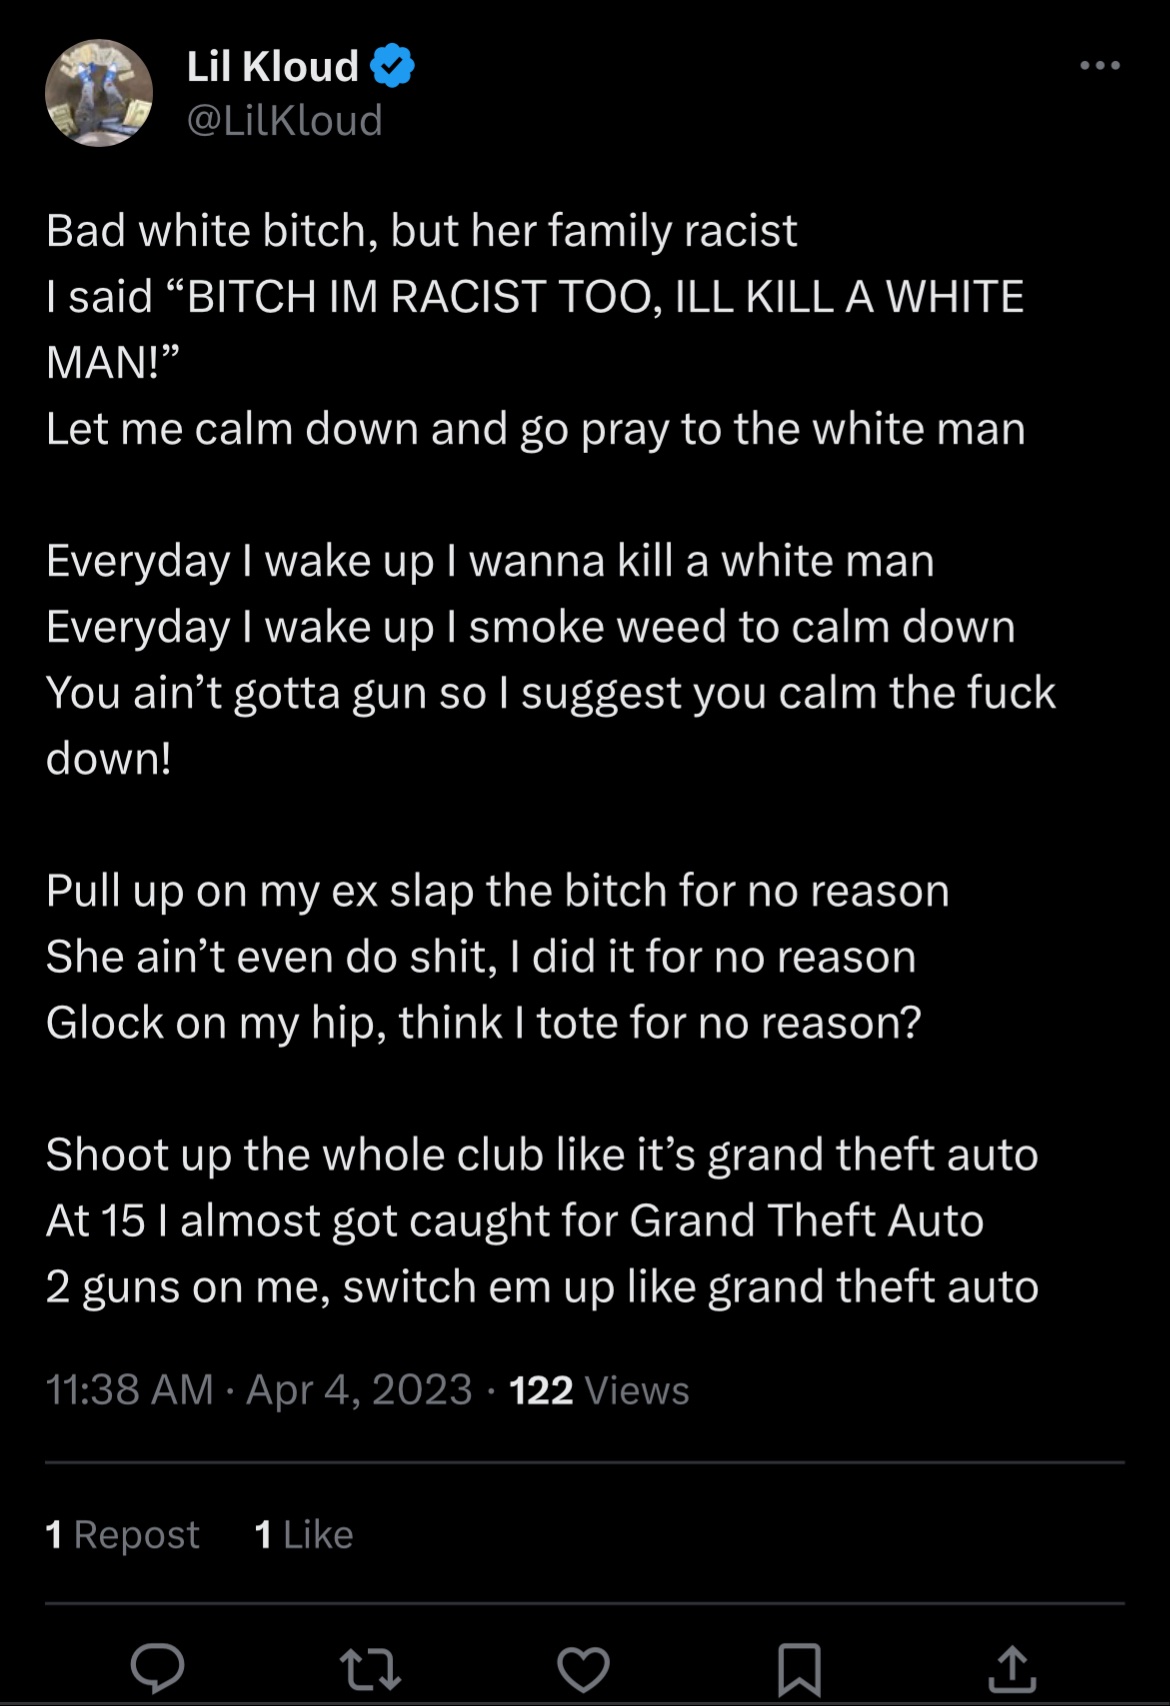 Lil Kloud
@LilKloud
Bad white bitch, but her family racist
I said “BITCH IM RACIST TOO, ILL KILL A WHITE
MAN!”
Let me calm down and go pray to the white man
Everyday I wake up I wanna kill a white man
Everyday I wake up I smoke weed to calm down
You ain’t gotta gun so I suggest you calm the fuck
down!
Pull up on my ex slap the bitch for no reason
She ain’t even do shit, I did it for no reason
Glock on my hip, think I tote for no reason?
Shoot up the whole club like it’s grand theft auto
At 15 I almost got caught for Grand Theft Auto
2 guns on me, switch em up like grand theft auto
11:38 AM · Apr 4, 2023 · 122 Views
1 Repost 1 Like